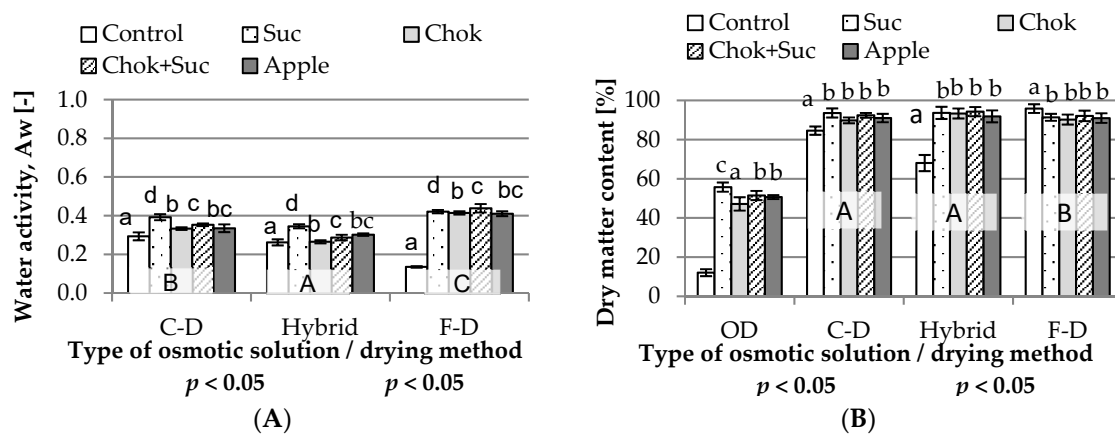 Control Suc Chok
Chok+Suc Apple
Water activity, Aw [-]
1.0
0.8
0.6
0.4
0.2
0.0
a d b c bc
a d b c bc
a d b c bc
B A C
C-D Hybrid F-D
Type of osmotic solution / drying method
p < 0.05 p < 0.05
(A)
Control Suc Chok
Chok+Suc Apple
Dry matter content [%]
100
80
60
40
20
0
c a b b
a b b b b
a b b b b
a b b b b
A A B
OD C-D Hybrid F-D
Type of osmotic solution / drying method
p < 0.05 p < 0.05
(B)